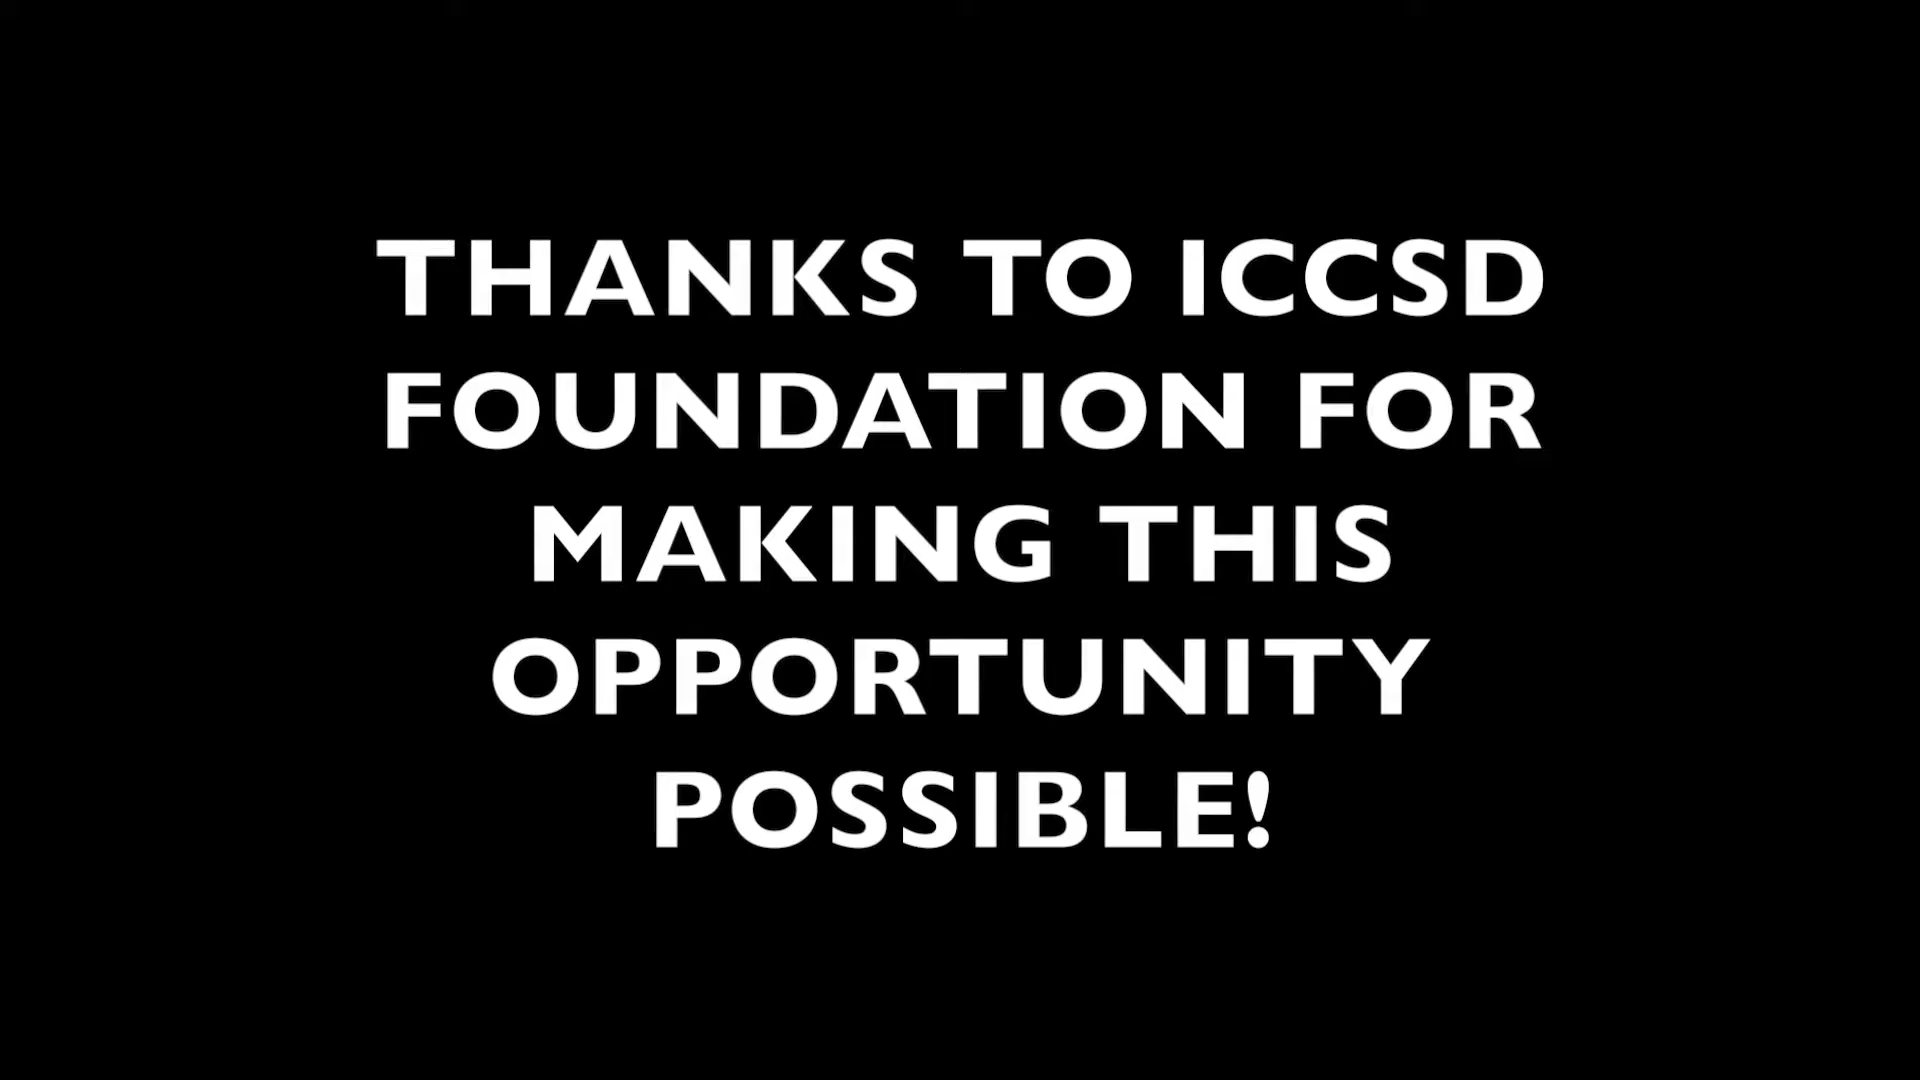 THANKS TO ICCSD
FOUNDATION FOR
MAKING THIS
OPPORTUNITY
POSSIBLE!